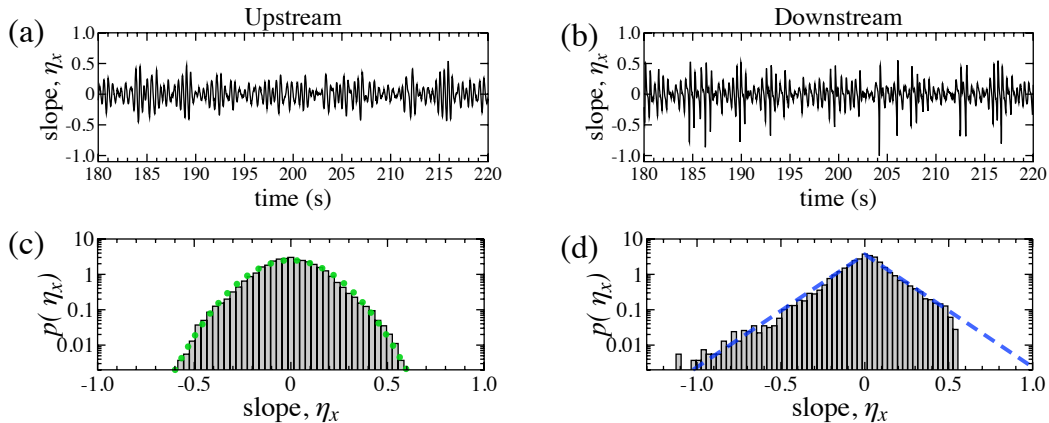 Upstream
Downstream
(a)
(b)
slope, ηx
1.0
0.5
0
-0.5
-1.0
180 185 190 195 200 205 210 215 220
time (s)
slope, ηx
1.0
0.5
0
-0.5
-1.0
180 185 190 195 200 205 210 215 220
time (s)
(c)
(d)
p( ηx)
10
1
0.1
0.01
-1.0 -0.5 0 0.5 1.0
slope, ηx
p( ηx)
10
1
0.1
0.01
-1.0 -0.5 0 0.5 1.0
slope, ηx